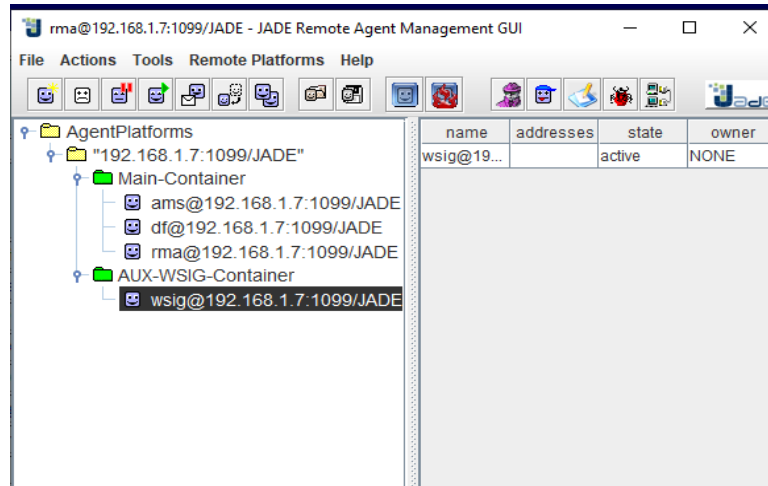 rma@192.168.1.7:1099/JADE - JADE Remote Agent Management GUI
File Actions Tools Remote Platforms Help
Jade
AgentPlatforms
"192.168.1.7:1099/JADE"
Main-Container
ams@192.168.1.7:1099/JADE
df@192.168.1.7:1099/JADE
rma@192.168.1.7:1099/JADE
AUX-WSIG-Container
wsig@192.168.1.7:1099/JADE
name addresses state owner
wsig@19... active NONE